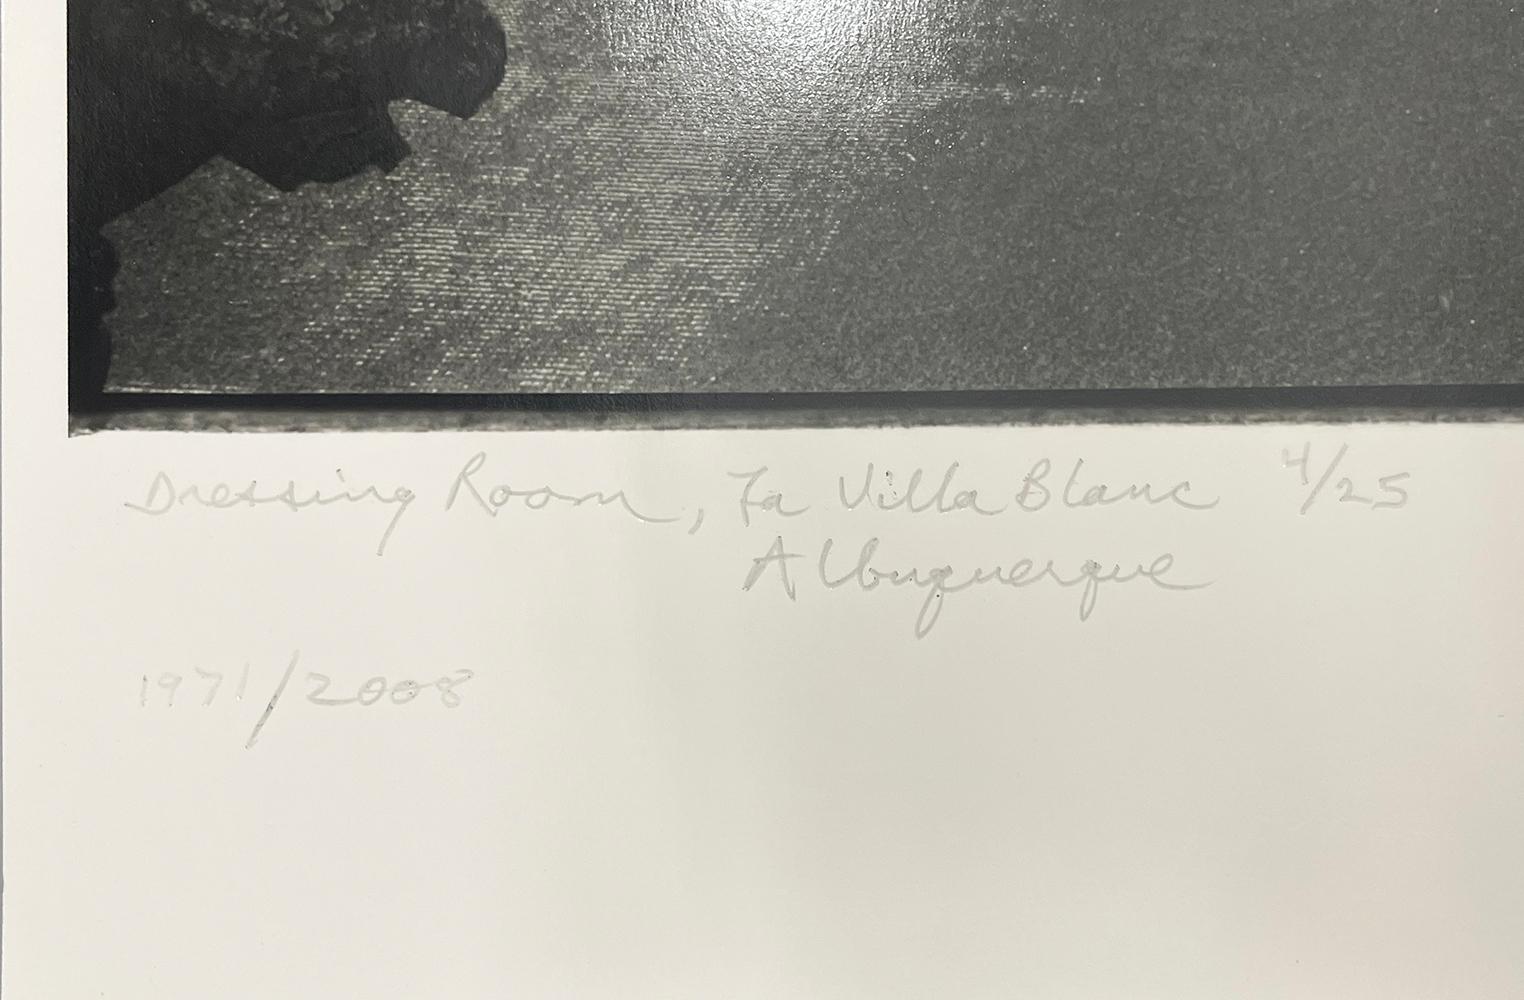 Dressing Room, La Villa Blanc 4/25
Albuquerque
1971/2008